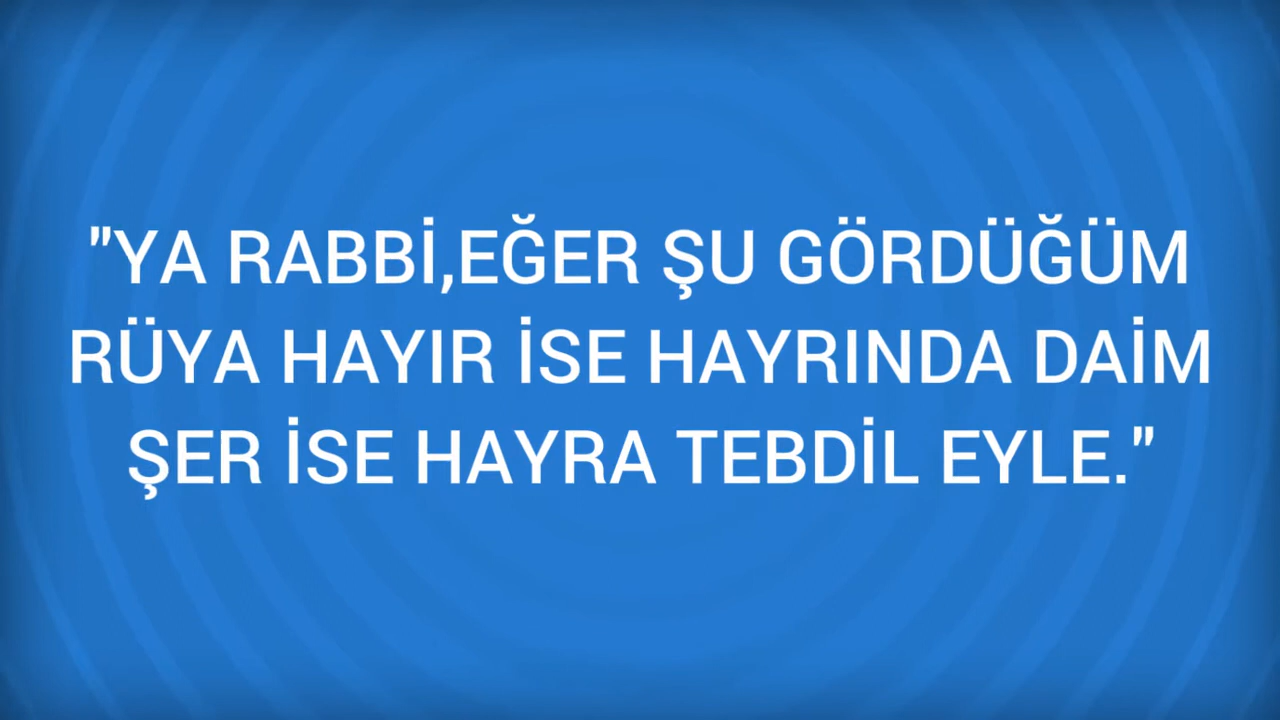 "YA RABBİ,EĞER ŞU GÖRDÜĞÜM
RÜYA HAYIR İSE HAYRINDA DAİM
ŞER İSE HAYRA TEBDİL EYLE."